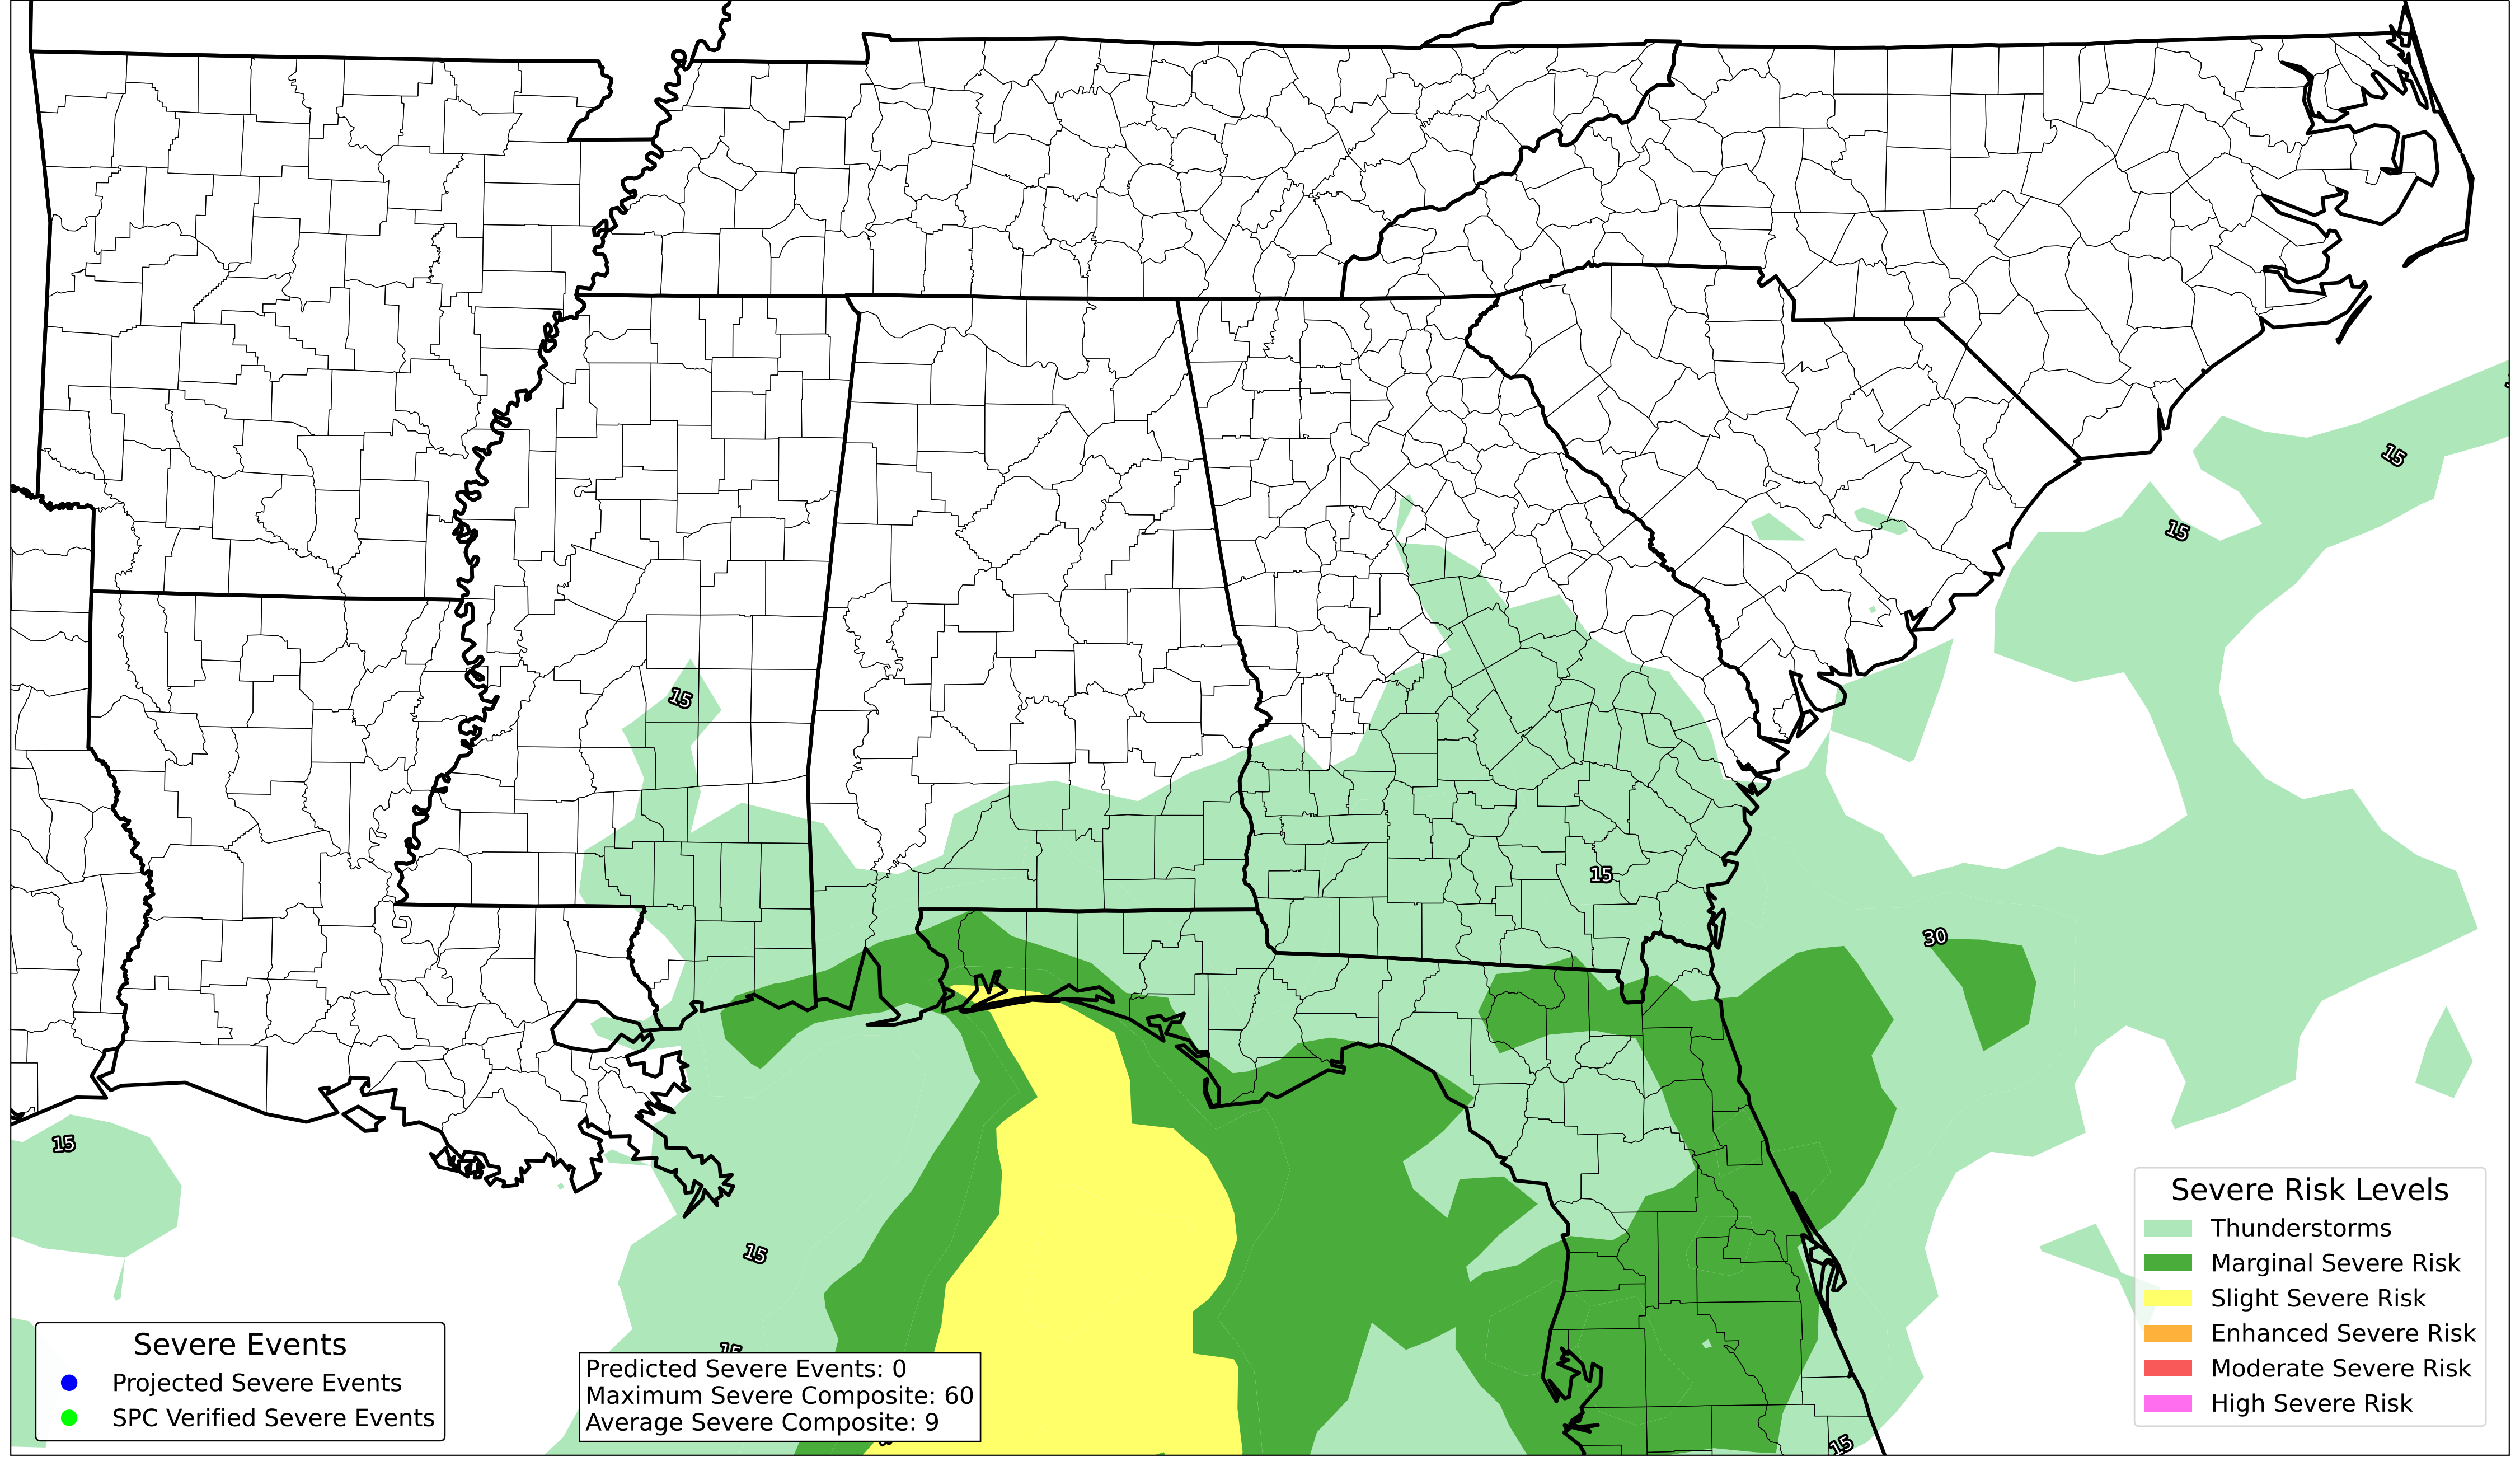 15
15
15
15
30
15
15
15
15
Severe Events
Projected Severe Events
SPC Verified Severe Events
Predicted Severe Events: 0
Maximum Severe Composite: 60
Average Severe Composite: 9
Severe Risk Levels
Thunderstorms
Marginal Severe Risk
Slight Severe Risk
Enhanced Severe Risk
Moderate Severe Risk
High Severe Risk